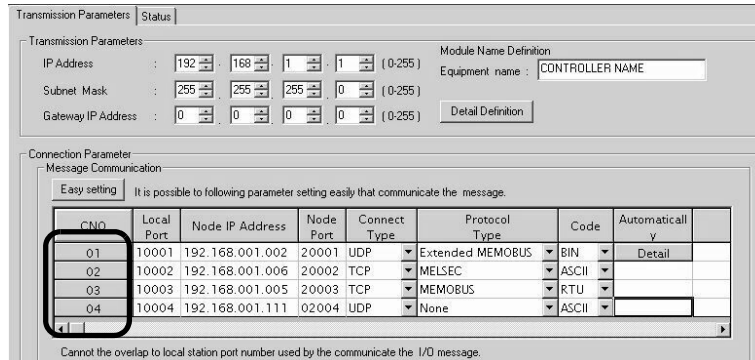 Transmission Parameters Status
Transmission Parameters
IP Address : 192 . 168 . 1 . 1 (0-255)
Module Name Definition
Equipment name : CONTROLLER NAME
Subnet Mask : 255 . 255 . 255 . 0 (0-255)
Gateway IP Address : 0 . 0 . 0 . 0 (0-255)
Detail Definition
Connection Parameter
Message Communication
Easy setting It is possible to following parameter setting easily that communicate the message.
CNO Local Port Node IP Address Node Port Connect Type Protocol Type Code Automatically
01 10001 192.168.001.002 20001 UDP Extended MEMOBUS BIN Detail
02 10002 192.168.001.006 20002 TCP MELSEC ASCII
03 10003 192.168.001.005 20003 TCP MEMOBUS RTU
04 10004 192.168.001.111 02004 UDP None ASCII
Cannot the overlap to local station port number used by the communicate the I/O message.